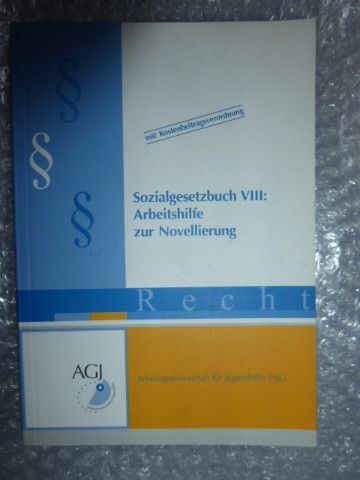 §
§
§
mit Kostenbeitragsverordnung
Sozialgesetzbuch VIII:
Arbeitshilfe
zur Novellierung
Recht
AGJ
Arbeitsgemeinschaft für Jugendhilfe (Hg.)